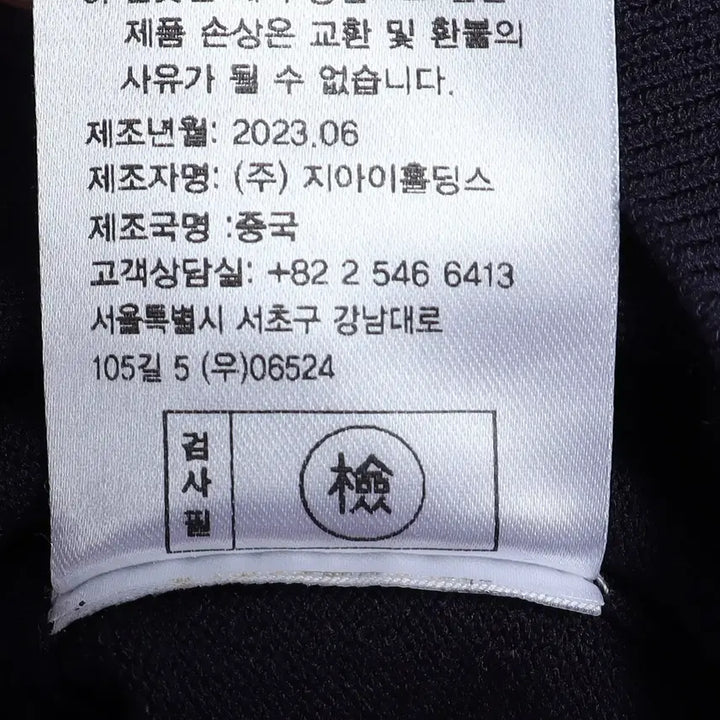 제품 손상은 교환 및 환불의
사유가 될 수 없습니다.
제조년월: 2023.06
제조자명: (주) 지아이홀딩스
제조국명 :중국
고객상담실: +82 2 546 6413
서울특별시 서초구 강남대로
105길 5 (우)06524
검사필
檢